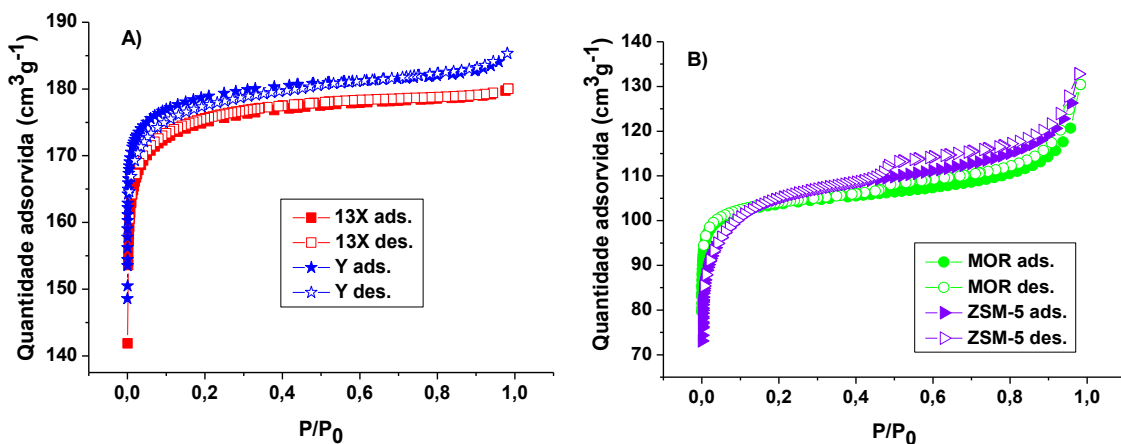 A)
Quantidade adsorvida (cm³g⁻¹)
190
180
170
160
150
140
13X ads.
13X des.
Y ads.
Y des.
0,0 0,2 0,4 0,6 0,8 1,0
P/P₀
B)
Quantidade adsorvida (cm³g⁻¹)
140
130
120
110
100
90
80
70
MOR ads.
MOR des.
ZSM-5 ads.
ZSM-5 des.
0,0 0,2 0,4 0,6 0,8 1,0
P/P₀